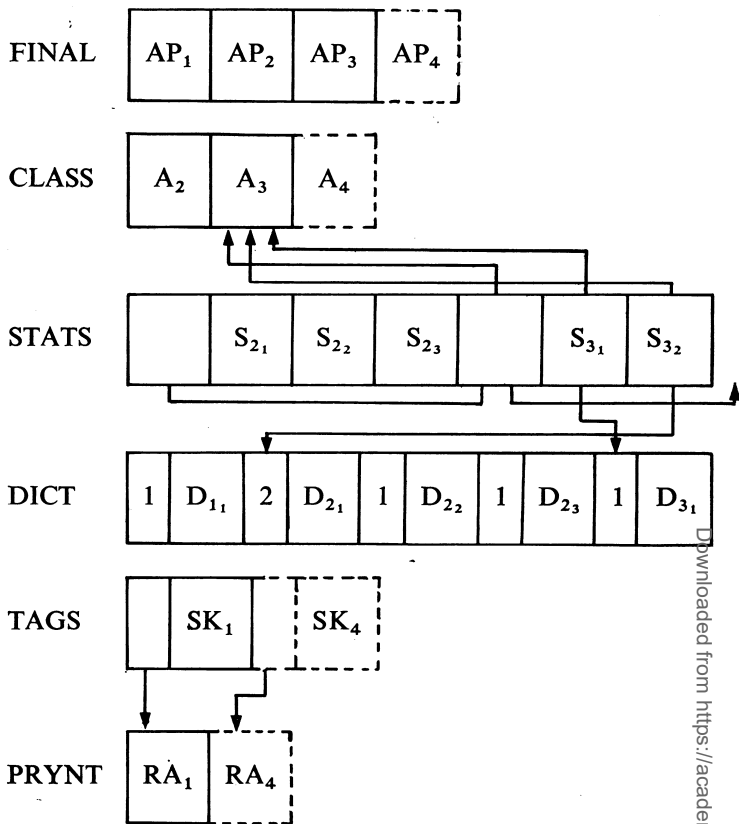 FINAL AP₁ AP₂ AP₃ AP₄
CLASS A₂ A₃ A₄
STATS S₂₁ S₂₂ S₂₃ S₃₁ S₃₂
DICT 1 D₁₁ 2 D₂₁ 1 D₂₂ 1 D₂₃ 1 D₃₁
TAGS SK₁ SK₄
PRYNT RA₁ RA₄
Downloaded from https://acade